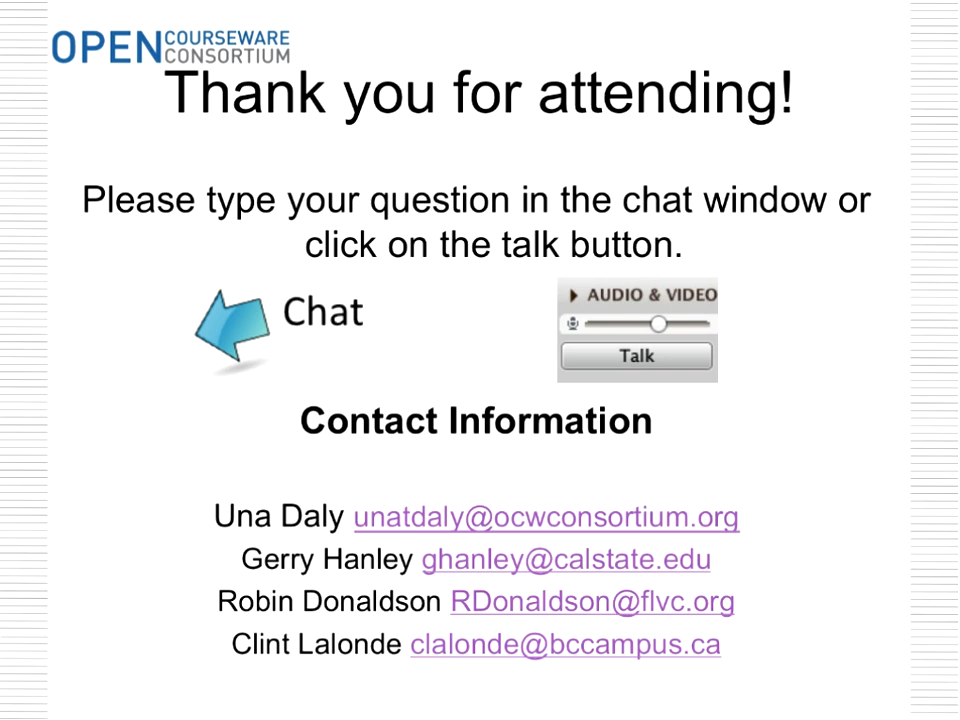 OPEN COURSEWARE CONSORTIUM
Thank you for attending!
Please type your question in the chat window or
click on the talk button.
Chat
AUDIO & VIDEO
Talk
Contact Information
Una Daly unatdaly@ocwconsortium.org
Gerry Hanley ghanley@calstate.edu
Robin Donaldson RDonaldson@flvc.org
Clint Lalonde clalonde@bccampus.ca